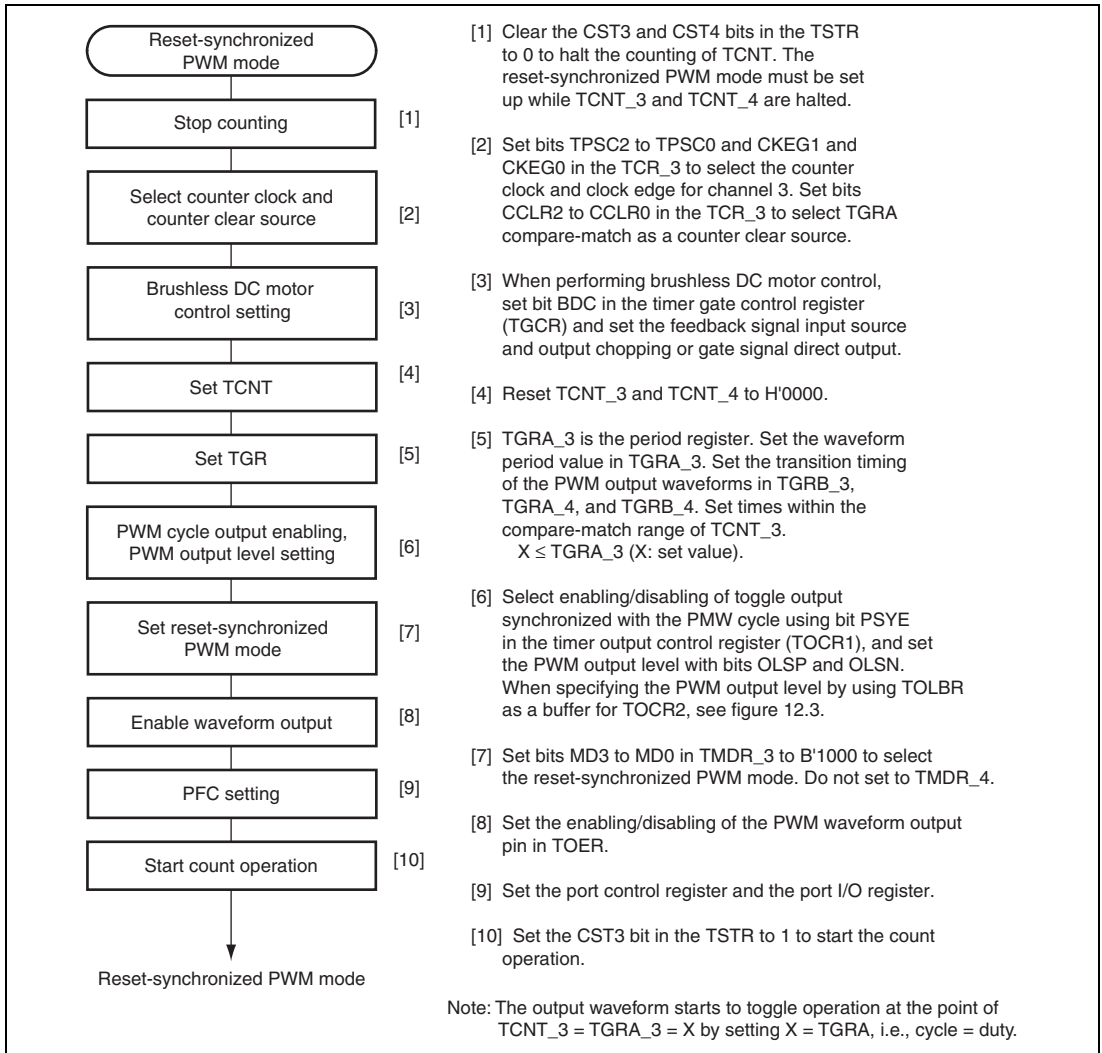 Reset-synchronized
PWM mode
Stop counting
[1]
Select counter clock and
counter clear source
[2]
Brushless DC motor
control setting
[3]
Set TCNT
[4]
Set TGR
[5]
PWM cycle output enabling,
PWM output level setting
[6]
Set reset-synchronized
PWM mode
[7]
Enable waveform output
[8]
PFC setting
[9]
Start count operation
[10]
Reset-synchronized PWM mode
[1] Clear the CST3 and CST4 bits in the TSTR
to 0 to halt the counting of TCNT. The
reset-synchronized PWM mode must be set
up while TCNT_3 and TCNT_4 are halted.
[2] Set bits TPSC2 to TPSC0 and CKEG1 and
CKEG0 in the TCR_3 to select the counter
clock and clock edge for channel 3. Set bits
CCLR2 to CCLR0 in the TCR_3 to select TGRA
compare-match as a counter clear source.
[3] When performing brushless DC motor control,
set bit BDC in the timer gate control register
(TGCR) and set the feedback signal input source
and output chopping or gate signal direct output.
[4] Reset TCNT_3 and TCNT_4 to H'0000.
[5] TGRA_3 is the period register. Set the waveform
period value in TGRA_3. Set the transition timing
of the PWM output waveforms in TGRB_3,
TGRA_4, and TGRB_4. Set times within the
compare-match range of TCNT_3.
X ≤ TGRA_3 (X: set value).
[6] Select enabling/disabling of toggle output
synchronized with the PMW cycle using bit PSYE
in the timer output control register (TOCR1), and set
the PWM output level with bits OLSP and OLSN.
When specifying the PWM output level by using TOLBR
as a buffer for TOCR2, see figure 12.3.
[7] Set bits MD3 to MD0 in TMDR_3 to B'1000 to select
the reset-synchronized PWM mode. Do not set to TMDR_4.
[8] Set the enabling/disabling of the PWM waveform output
pin in TOER.
[9] Set the port control register and the port I/O register.
[10] Set the CST3 bit in the TSTR to 1 to start the count
operation.
Note: The output waveform starts to toggle operation at the point of
TCNT_3 = TGRA_3 = X by setting X = TGRA, i.e., cycle = duty.